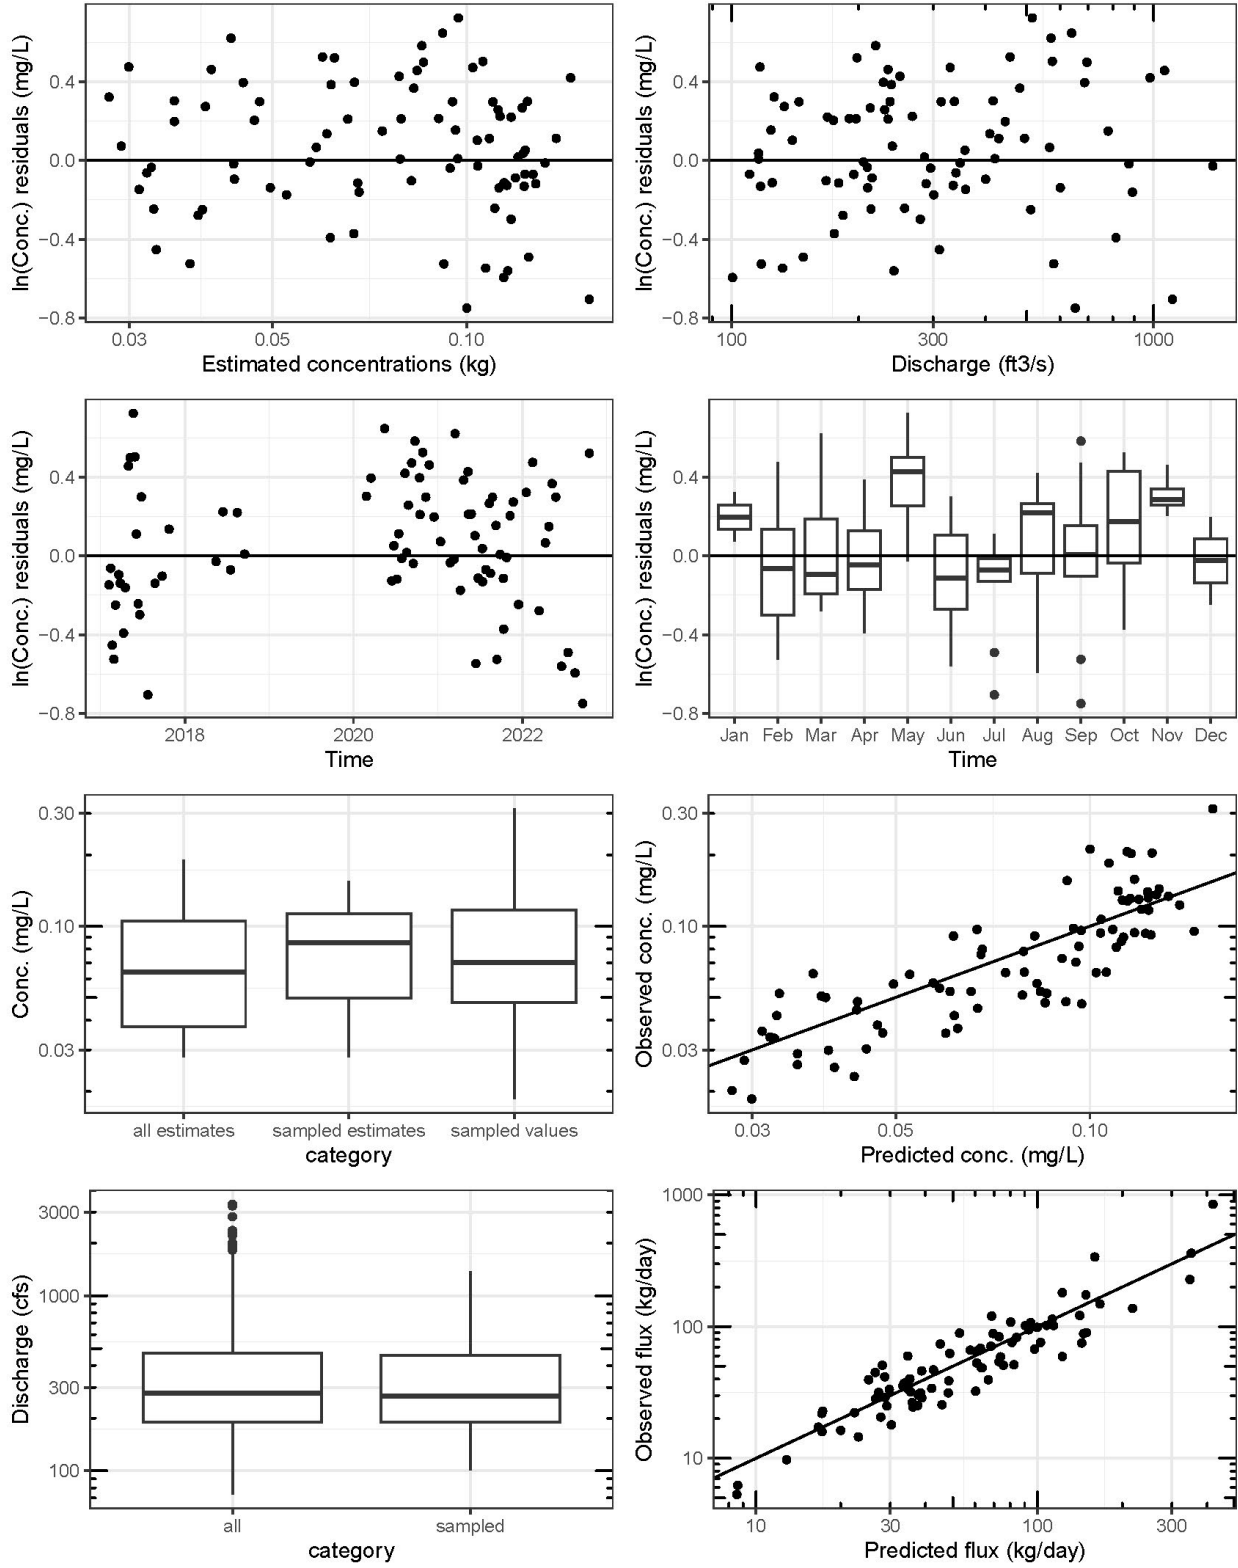 ln(Conc.) residuals (mg/L)
0.4
0.0
−0.4
−0.8
0.03
0.05
0.10
Estimated concentrations (kg)
ln(Conc.) residuals (mg/L)
0.4
0.0
−0.4
−0.8
100
300
1000
Discharge (ft3/s)
ln(Conc.) residuals (mg/L)
0.4
0.0
−0.4
−0.8
2018
2020
2022
Time
ln(Conc.) residuals (mg/L)
0.4
0.0
−0.4
−0.8
Jan Feb Mar Apr May Jun Jul Aug Sep Oct Nov Dec
Time
Conc. (mg/L)
0.30
0.10
0.03
all estimates
sampled estimates
sampled values
category
Observed conc. (mg/L)
0.30
0.10
0.03
0.03
0.05
0.10
Predicted conc. (mg/L)
Discharge (cfs)
3000
1000
300
100
all
sampled
category
Observed flux (kg/day)
1000
100
10
10
30
100
300
Predicted flux (kg/day)